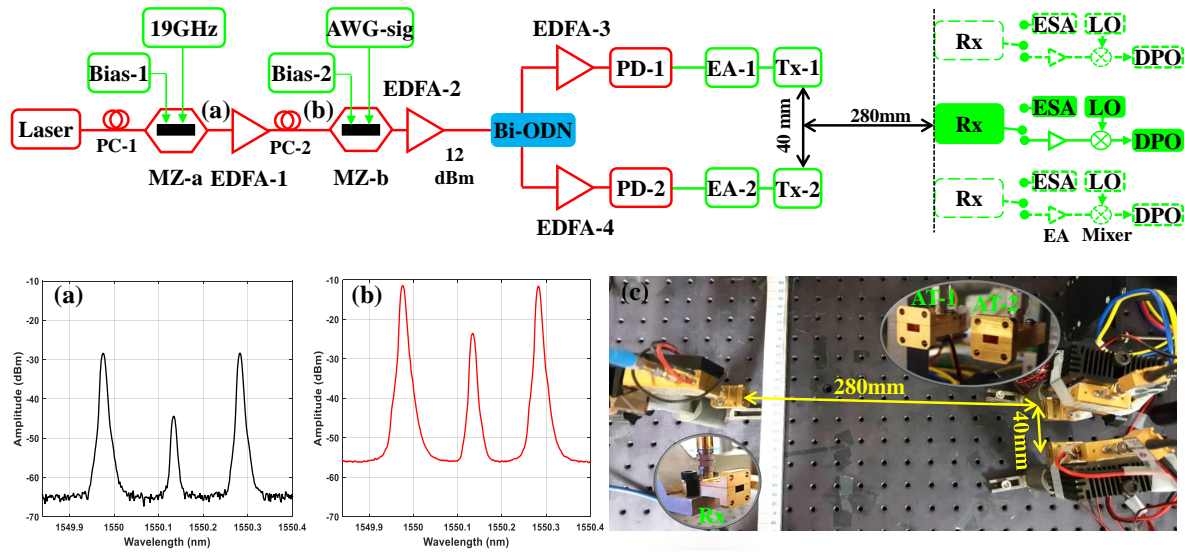 19GHz
AWG-sig
Bias-1
Bias-2
Laser
PC-1
(a)
MZ-a
EDFA-1
PC-2
(b)
MZ-b
EDFA-2
12
dBm
Bi-ODN
EDFA-3
PD-1
EA-1
Tx-1
40 mm
280mm
EDFA-4
PD-2
EA-2
Tx-2
Rx
ESA
LO
DPO
Rx
ESA
LO
DPO
Rx
ESA
LO
DPO
EA
Mixer
(a)
Amplitude (dBm)
-10
-20
-30
-40
-50
-60
-70
1549.9
1550
1550.1
1550.2
1550.3
1550.4
Wavelength (nm)
(b)
Amplitude (dBm)
-10
-20
-30
-40
-50
-60
-70
1549.9
1550
1550.1
1550.2
1550.3
1550.4
Wavelength (nm)
(c)
AT-1
AT-2
280mm
40mm
Rx